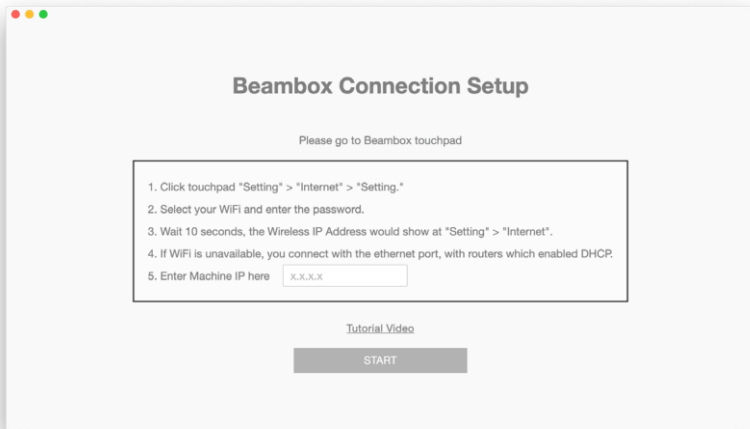 Beambox Connection Setup
Please go to Beambox touchpad
1. Click touchpad "Setting" > "Internet" > "Setting."
2. Select your WiFi and enter the password.
3. Wait 10 seconds, the Wireless IP Address would show at "Setting" > "Internet".
4. If WiFi is unavailable, you connect with the ethernet port, with routers which enabled DHCP.
5. Enter Machine IP here x.x.x.x
Tutorial Video
START